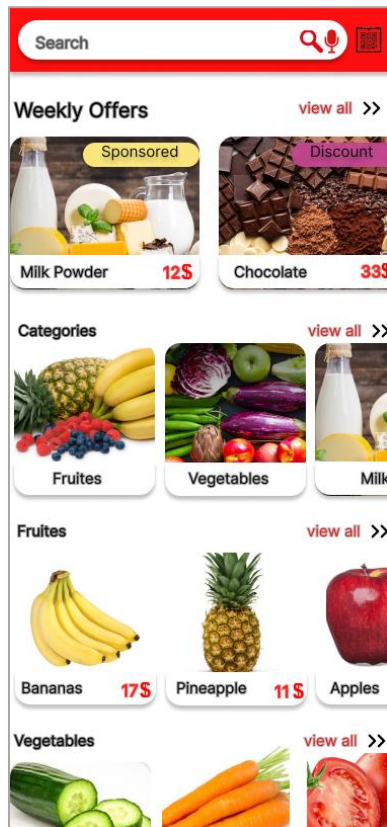 Search
Weekly Offers view all
Sponsored Discount
Milk Powder 12$ Chocolate 33$
Categories view all
Fruites Vegetables Milk
Fruites view all
Bananas 17$ Pineapple 11$ Apples
Vegetables view all